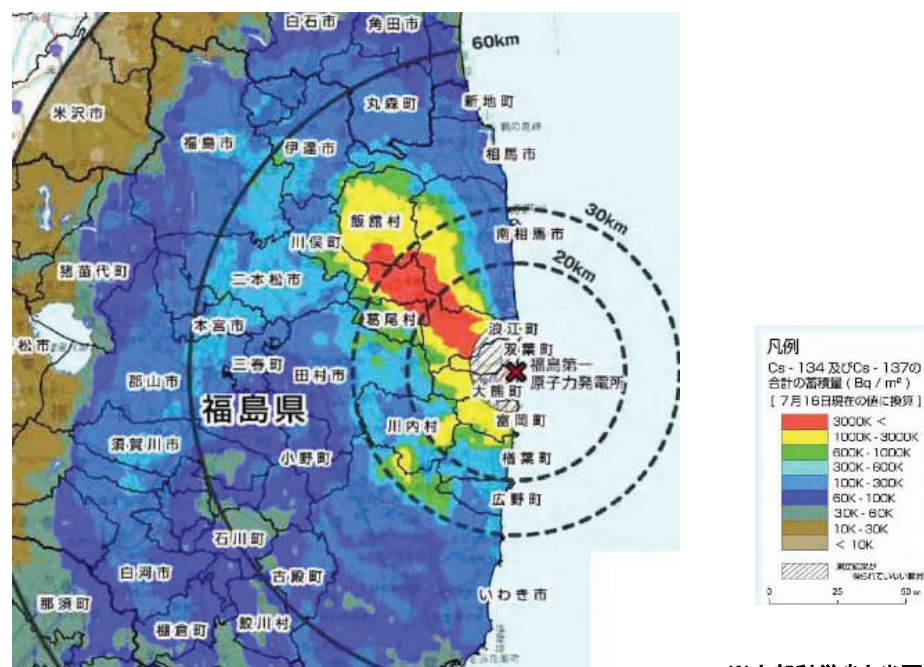 白石市
角田市
60km
米沢市
丸森町
新地町
福島市
伊達市
相馬市
飯舘村
30km
南相馬市
川俣町
20km
猪苗代町
二本松市
葛尾村
浪江町
本宮市
双葉町
松市
三春町
田村市
福島第一
原子力発電所
郡山市
大熊町
福島県
川内村
富岡町
須賀川市
小野町
楢葉町
広野町
石川町
白河市
古殿町
いわき市
那須町
棚倉町
鮫川村
凡例
Cs - 134 及びCs - 137の
合計の蓄積量 ( Bq / m² )
[ 7月16日現在の値に換算 ]
3000K <
1000K - 3000K
600K - 1000K
300K - 600K
100K - 300K
60K - 100K
30K - 60K
10K - 30K
< 10K
0 25 50 km